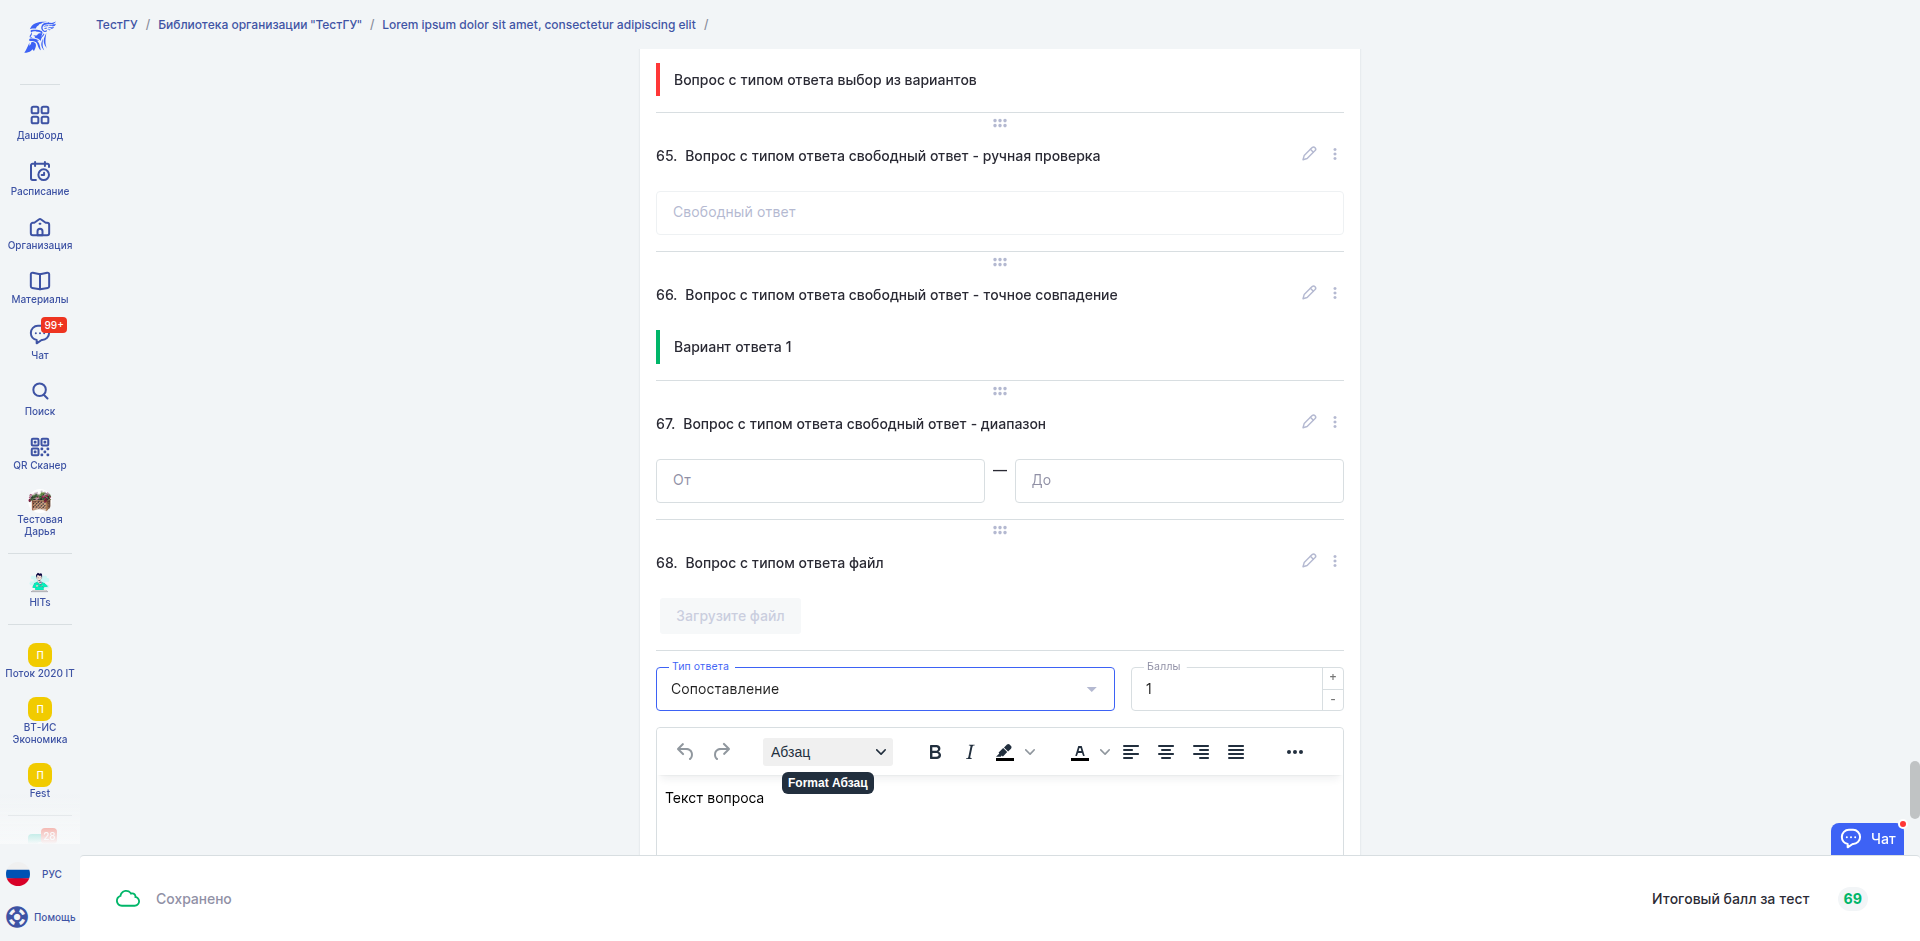 ТестГУ / Библиотека организации "ТестГУ" / Lorem ipsum dolor sit amet, consectetur adipiscing elit /
Дашборд
Расписание
Организация
Материалы
99+
Чат
Поиск
QR Сканер
Тестовая
Дарья
HITs
П
Поток 2020 IT
П
ВТ-ИС
Экономика
П
Fest
28
РУС
Помощь
Вопрос с типом ответа выбор из вариантов
65. Вопрос с типом ответа свободный ответ - ручная проверка
Свободный ответ
66. Вопрос с типом ответа свободный ответ - точное совпадение
Вариант ответа 1
67. Вопрос с типом ответа свободный ответ - диапазон
От — До
68. Вопрос с типом ответа файл
Загрузите файл
Тип ответа
Сопоставление
Баллы
1
+
-
Абзац B I A
Format Абзац
Текст вопроса
Чат
Сохранено
Итоговый балл за тест 69